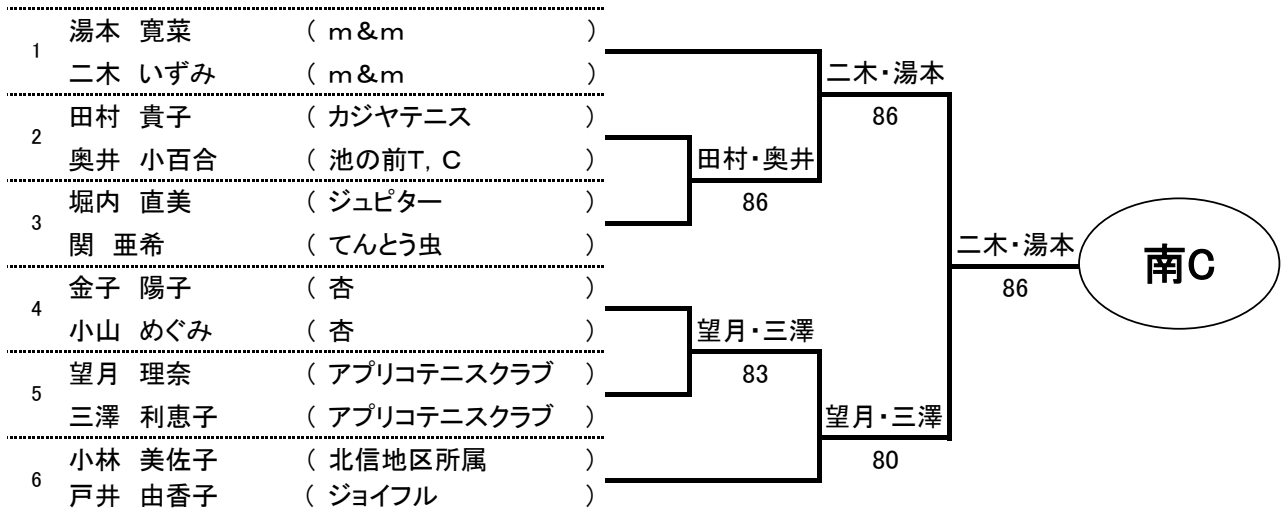 1
湯本 寛菜 ( m&m )
二木 いずみ ( m&m )
2
田村 貴子 ( カジヤテニス )
奥井 小百合 ( 池の前T, C )
3
堀内 直美 ( ジュピター )
関 亜希 ( てんとう虫 )
4
金子 陽子 ( 杏 )
小山 めぐみ ( 杏 )
5
望月 理奈 ( アプリコテニスクラブ )
三澤 利恵子 ( アプリコテニスクラブ )
6
小林 美佐子 ( 北信地区所属 )
戸井 由香子 ( ジョイフル )
田村・奥井
86
望月・三澤
83
二木・湯本
86
望月・三澤
80
二木・湯本
86
南C